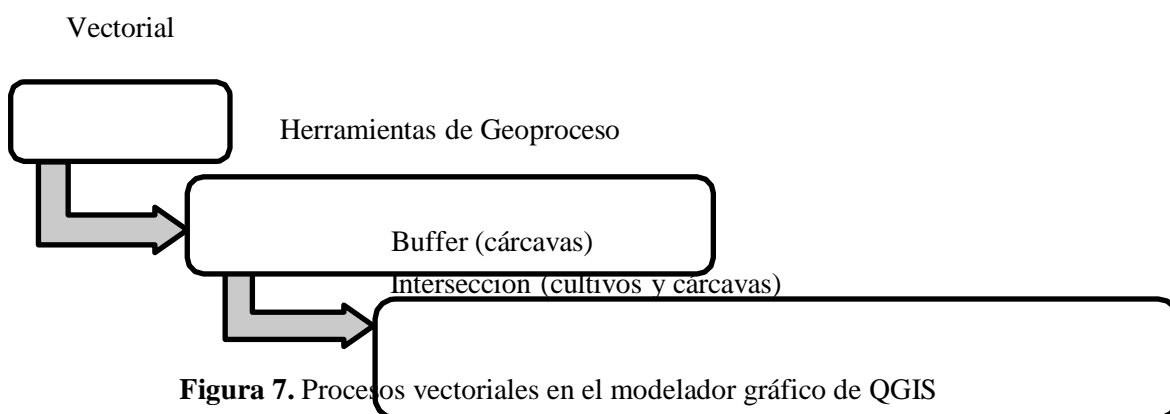 Vectorial
Herramientas de Geoproceso
Buffer (cárcavas)
Intersección (cultivos y cárcavas)
Figura 7. Procesos vectoriales en el modelador gráfico de QGIS